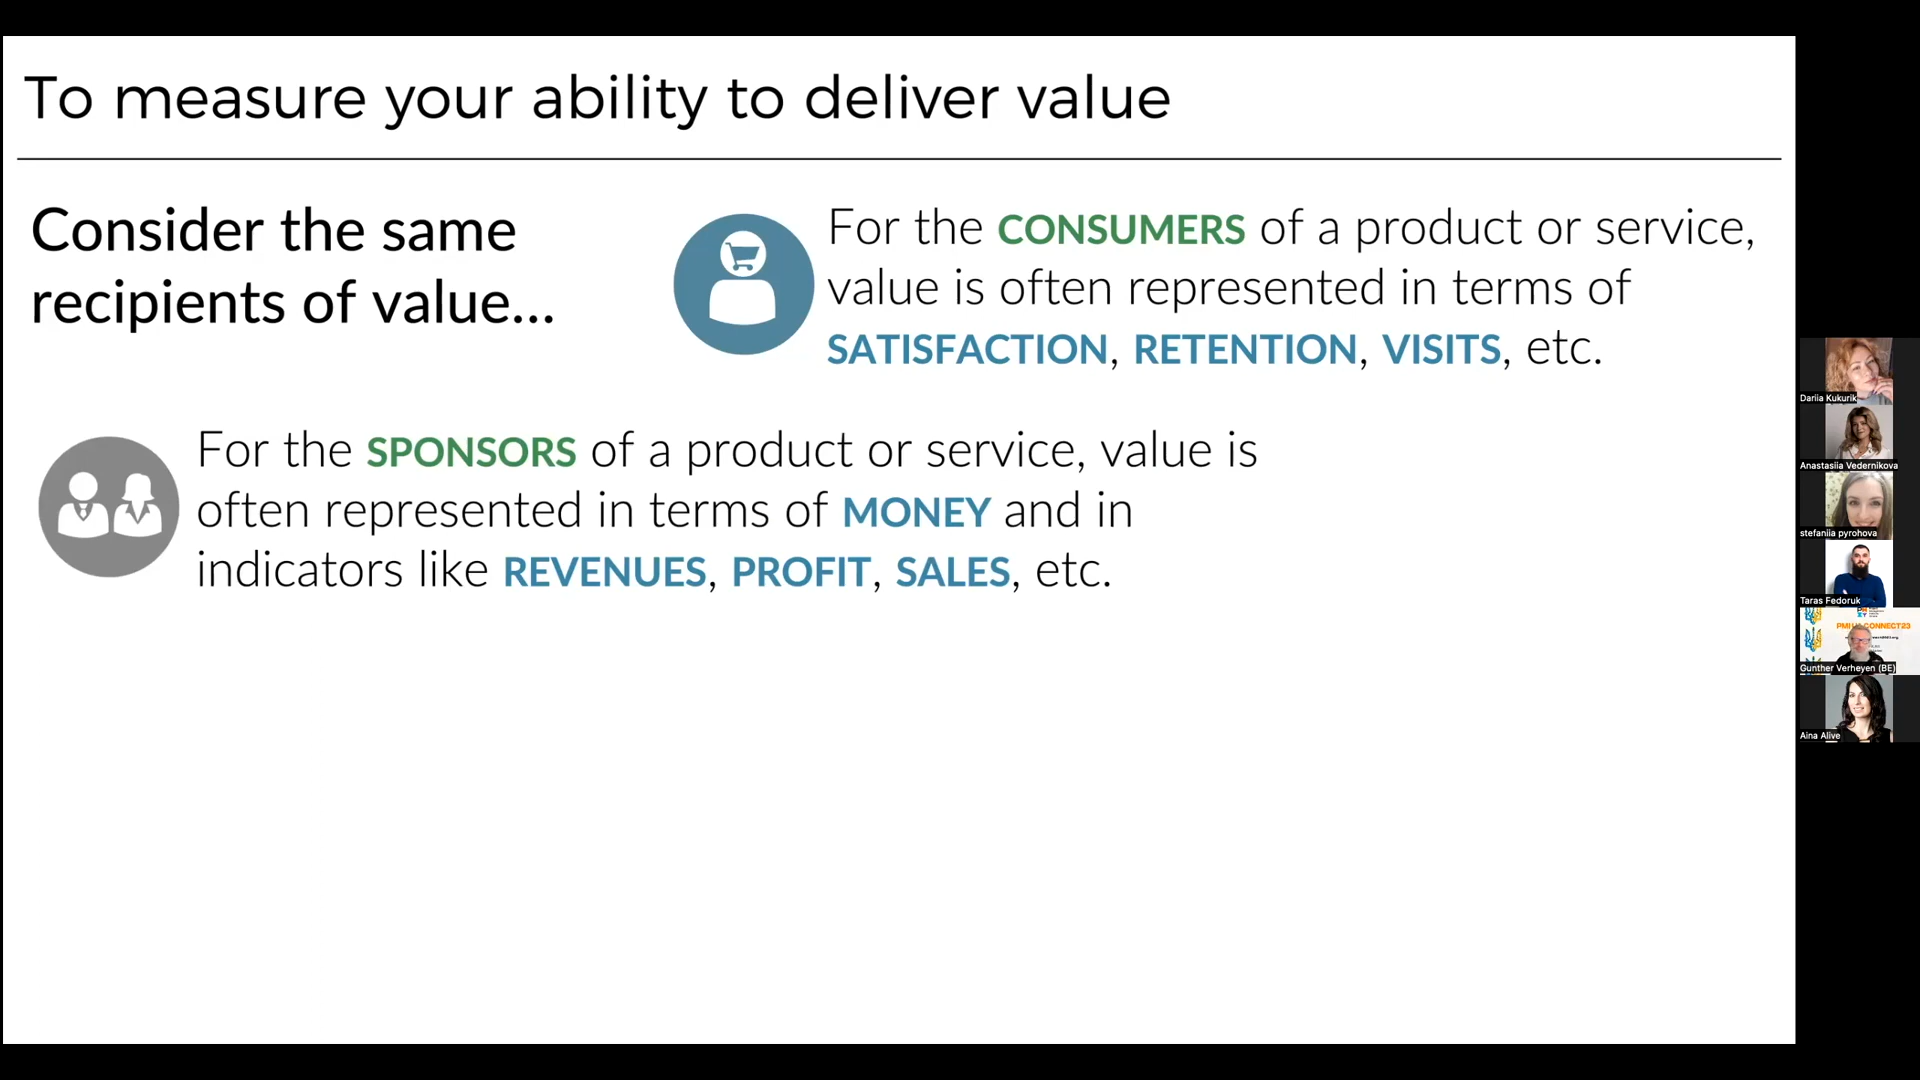 To measure your ability to deliver value
Consider the same
recipients of value...
For the CONSUMERS of a product or service,
value is often represented in terms of
SATISFACTION, RETENTION, VISITS, etc.
For the SPONSORS of a product or service, value is
often represented in terms of MONEY and in
indicators like REVENUES, PROFIT, SALES, etc.
Dariia Kukurik
Anastasiia Vedernikova
stefaniia pyrohova
Taras Fedoruk
CONNECT23
Gunther Verheyen (BE)
Aina Alive